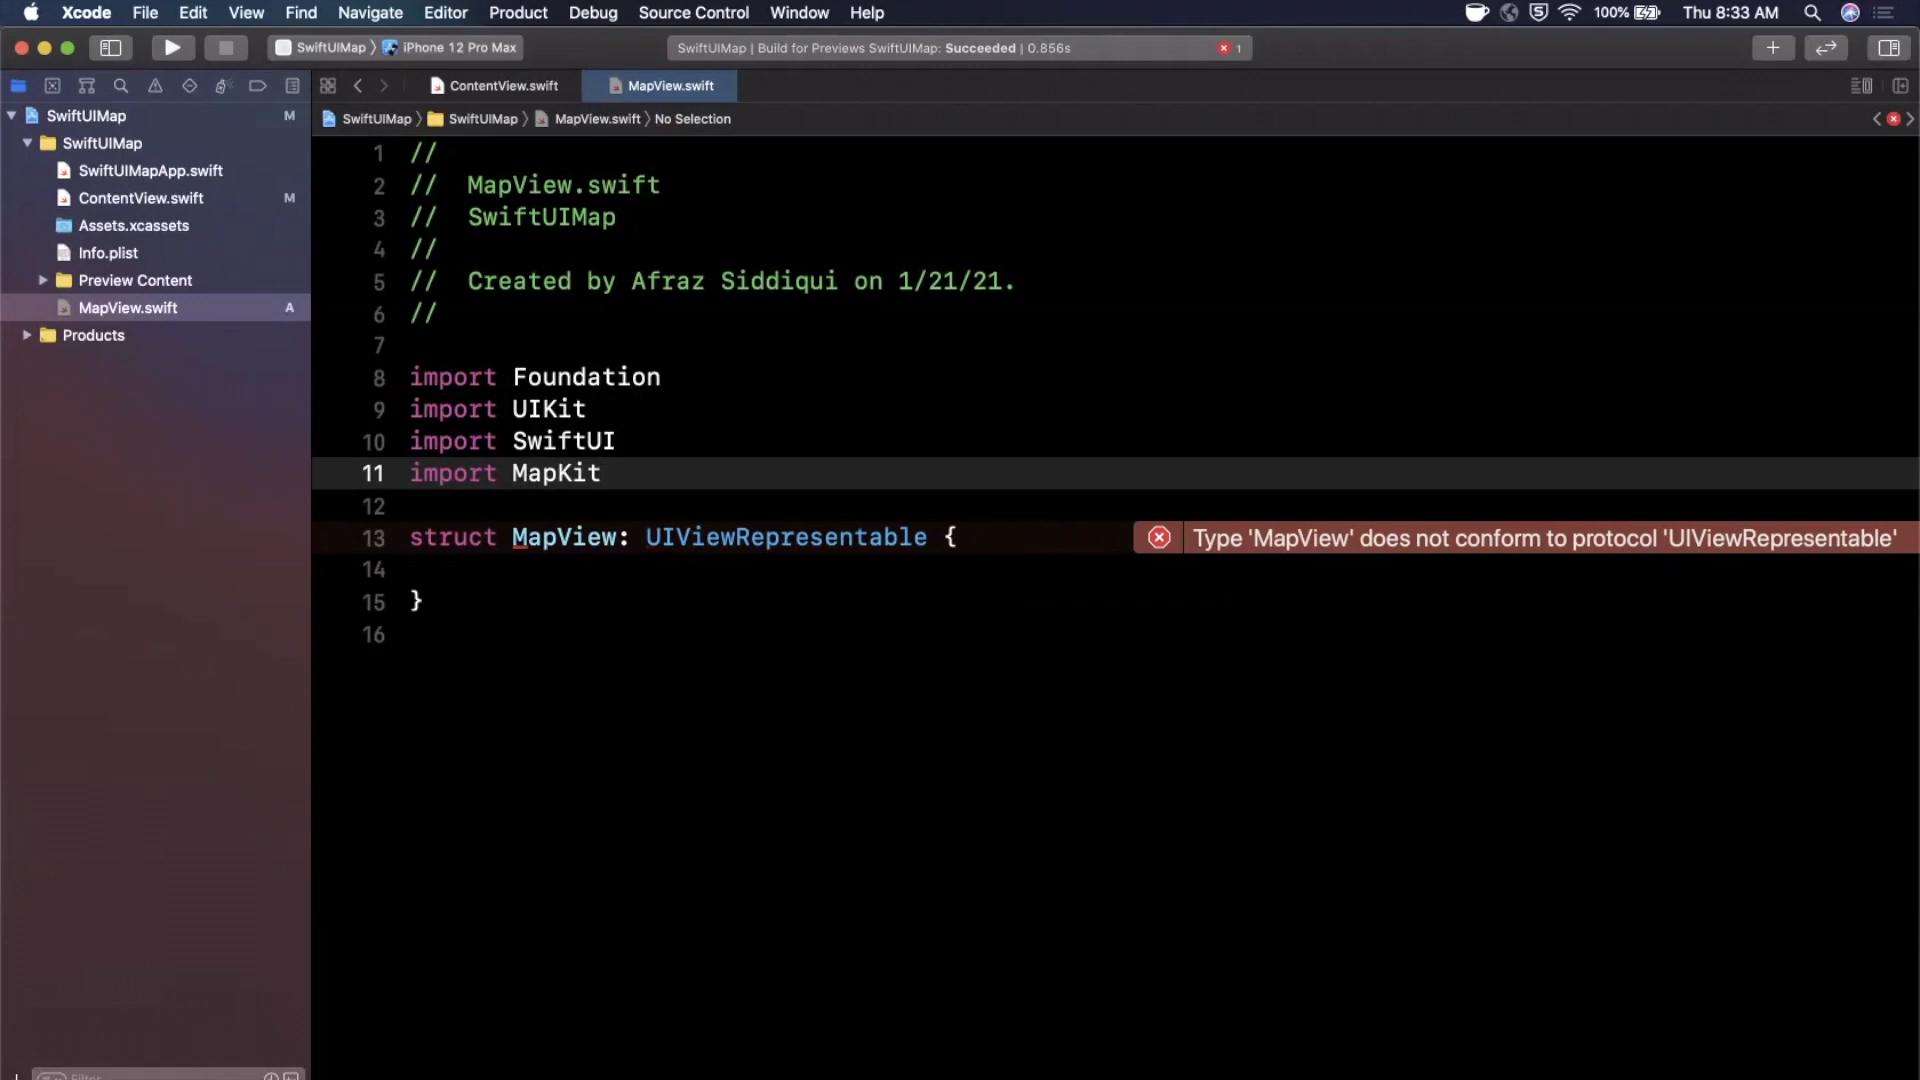 Xcode File Edit View Find Navigate Editor Product Debug Source Control Window Help 100% Thu 8:33 AM
SwiftUIMap iPhone 12 Pro Max SwiftUIMap | Build for Previews SwiftUIMap: Succeeded | 0.856s 1
ContentView.swift MapView.swift
SwiftUIMap M
SwiftUIMap SwiftUIMap MapView.swift No Selection
SwiftUIMap
SwiftUIMapApp.swift
ContentView.swift M
Assets.xcassets
Info.plist
Preview Content
MapView.swift A
Products
Filter
1 //
2 // MapView.swift
3 // SwiftUIMap
4 //
5 // Created by Afraz Siddiqui on 1/21/21.
6 //
7
8 import Foundation
9 import UIKit
10 import SwiftUI
11 import MapKit
12
13 struct MapView: UIViewRepresentable { Type 'MapView' does not conform to protocol 'UIViewRepresentable'
14
15 }
16